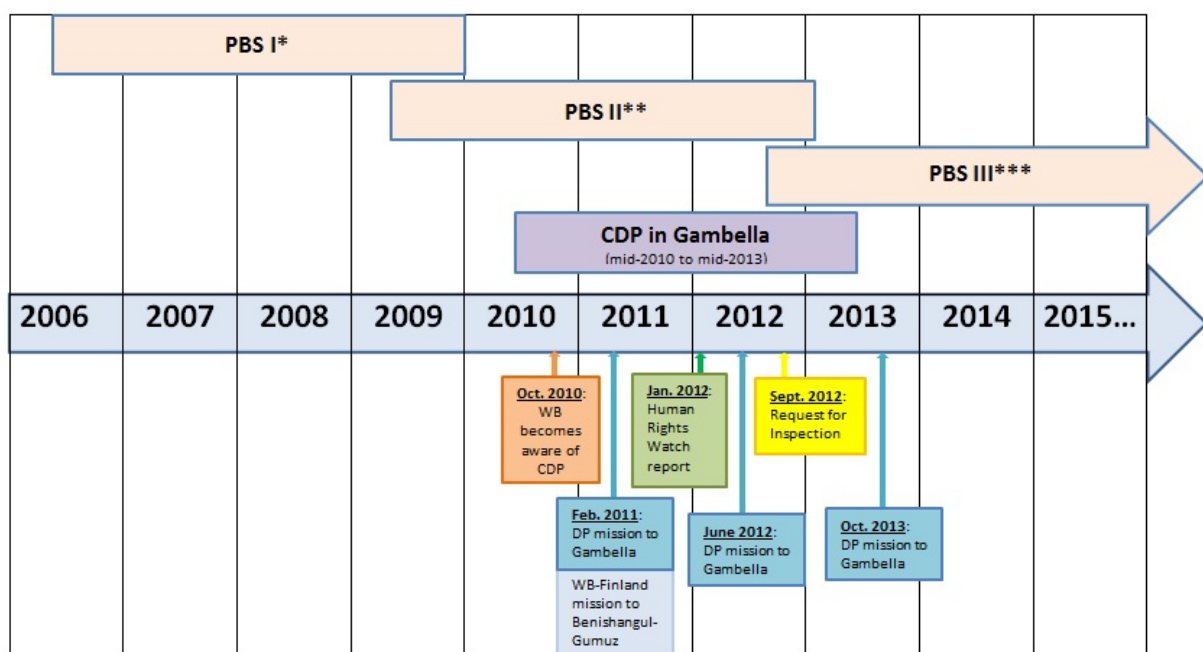 PBS I*
PBS II**
PBS III***
CDP in Gambella
(mid-2010 to mid-2013)
2006 2007 2008 2009 2010 2011 2012 2013 2014 2015...
Oct. 2010:
WB
becomes
aware of
CDP
Jan. 2012:
Human
Rights
Watch
report
Sept. 2012:
Request for
Inspection
Feb. 2011:
DP mission to
Gambella
WB-Finland
mission to
Benishangul-
Gumuz
June 2012:
DP mission to
Gambella
Oct. 2013:
DP mission to
Gambella